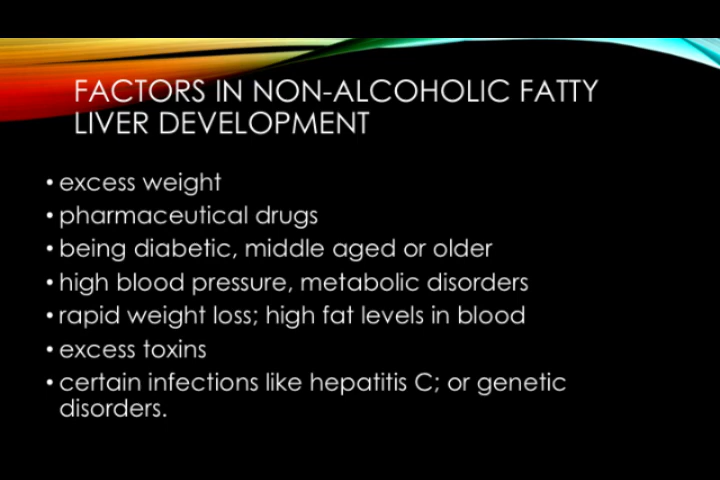 FACTORS IN NON-ALCOHOLIC FATTY
LIVER DEVELOPMENT
• excess weight
• pharmaceutical drugs
• being diabetic, middle aged or older
• high blood pressure, metabolic disorders
• rapid weight loss; high fat levels in blood
• excess toxins
• certain infections like hepatitis C; or genetic
disorders.